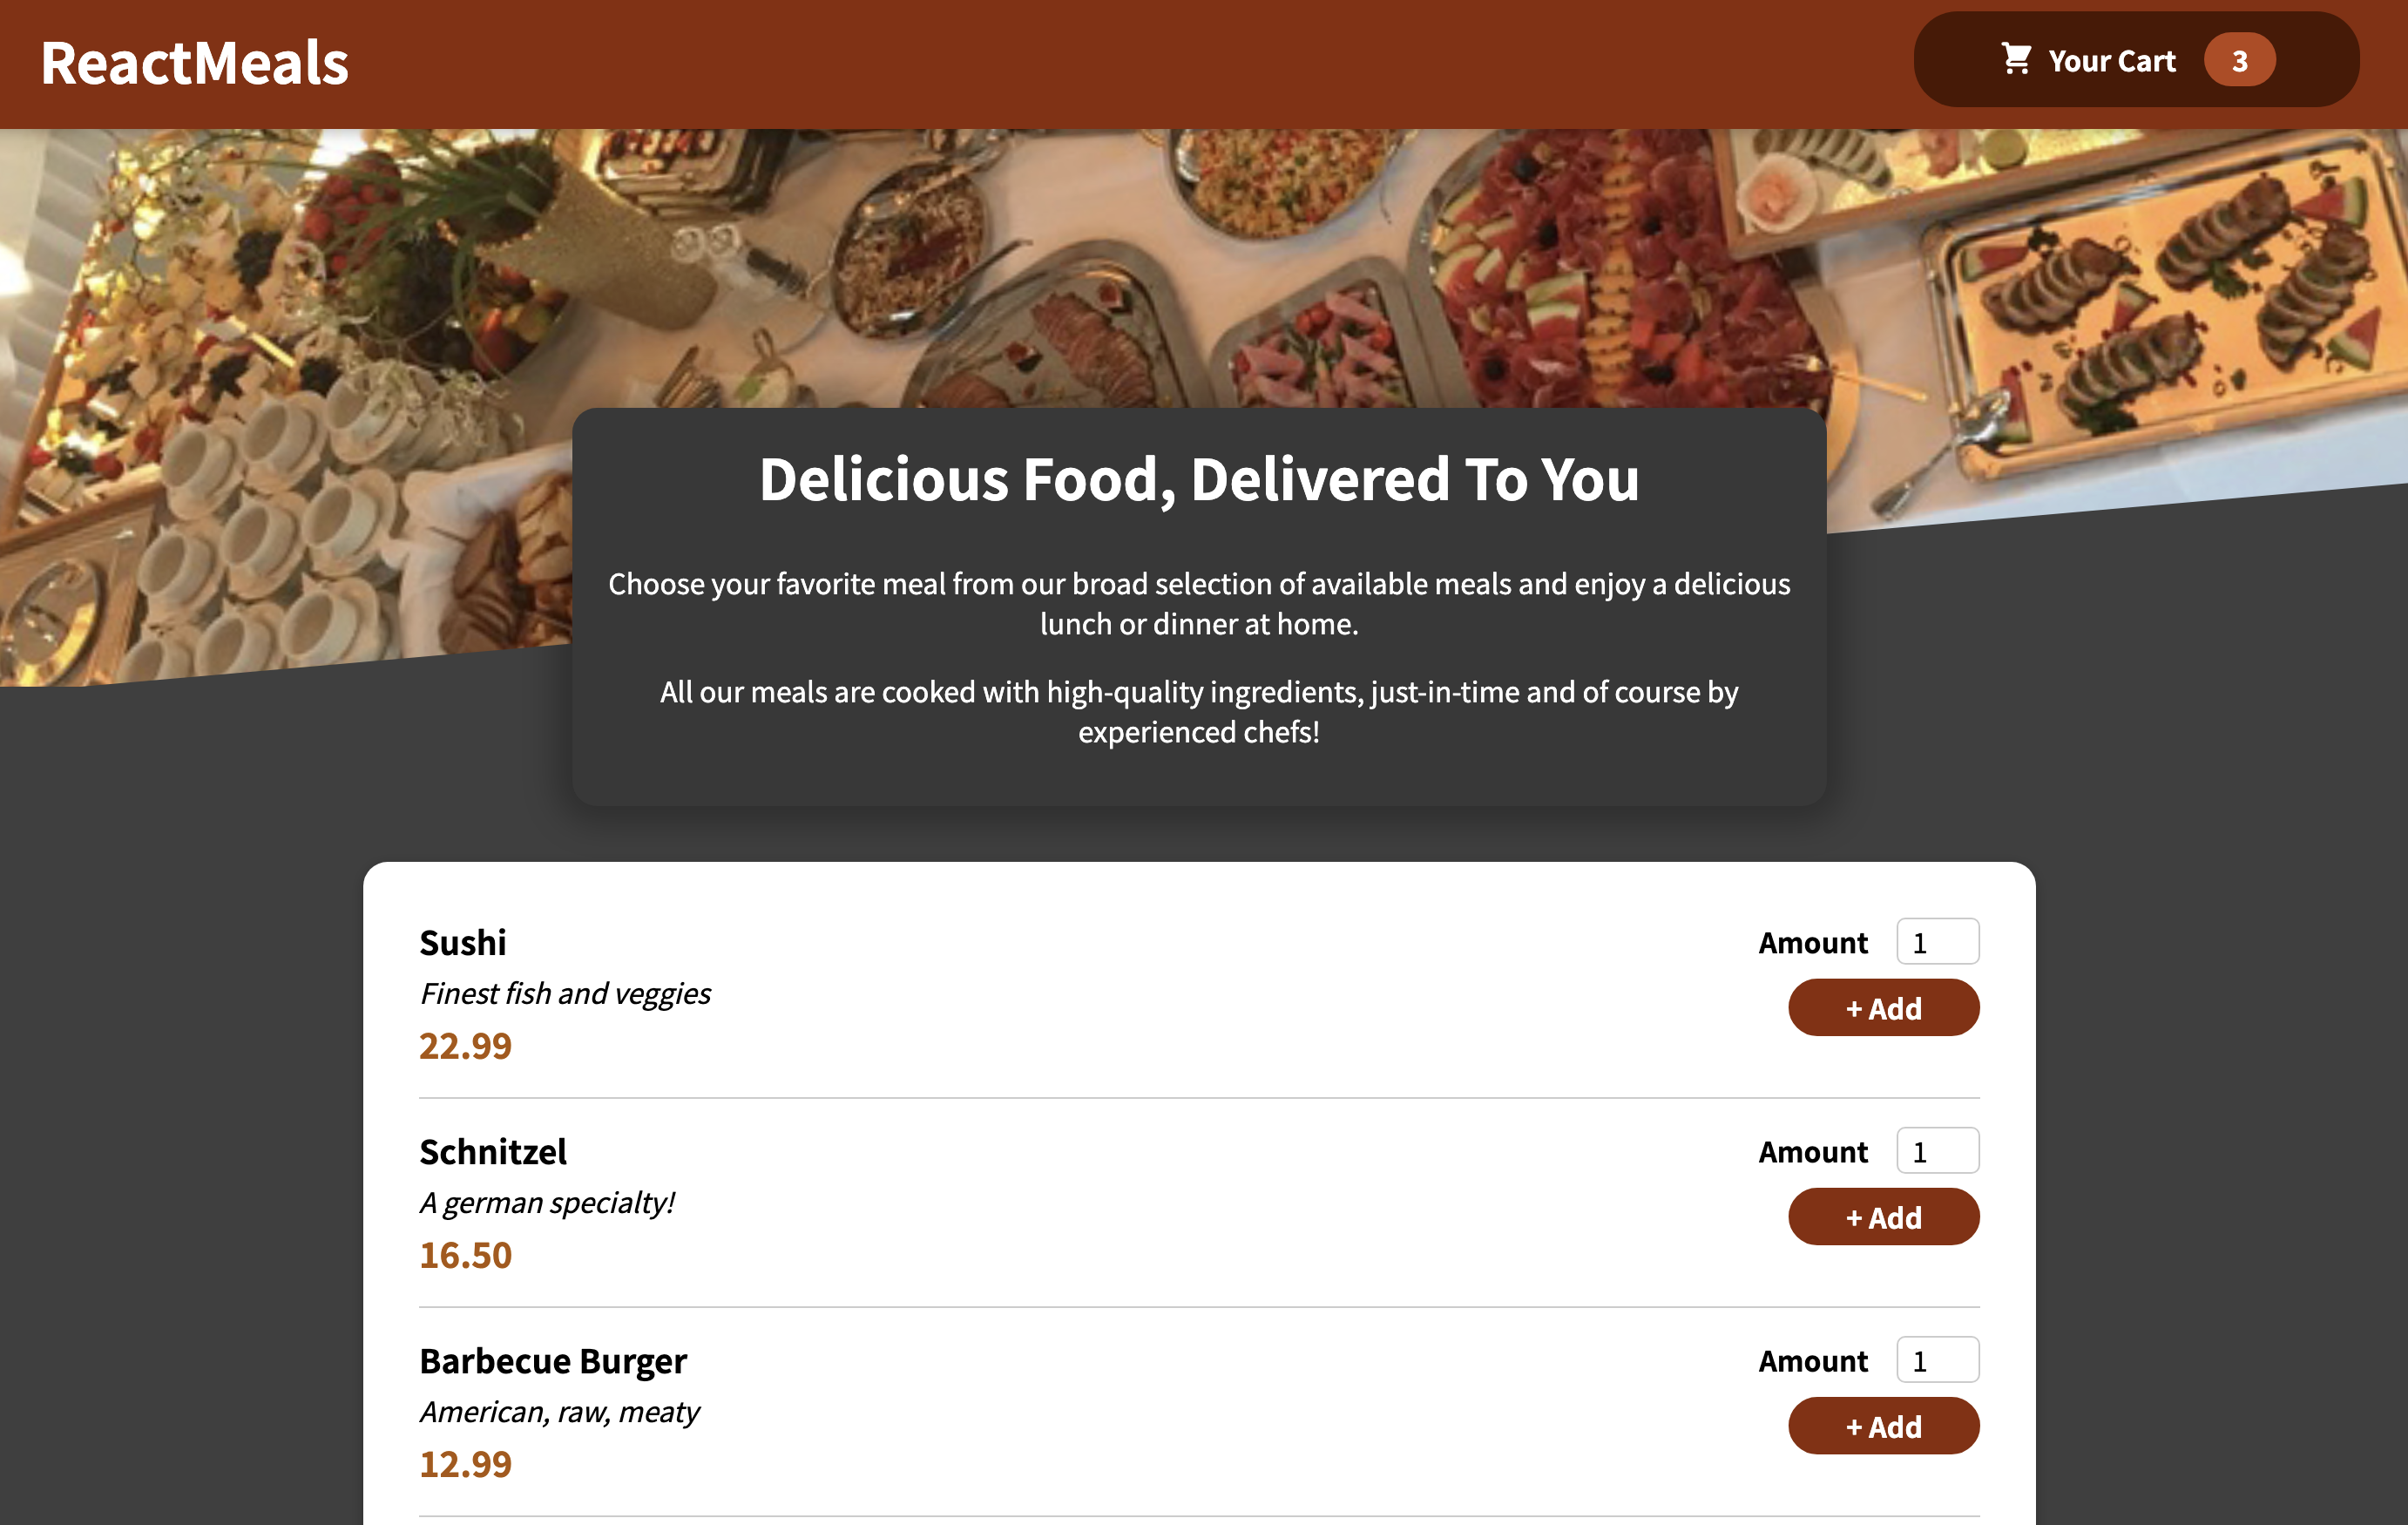 ReactMeals
Your Cart 3
Delicious Food, Delivered To You
Choose your favorite meal from our broad selection of available meals and enjoy a delicious
lunch or dinner at home.
All our meals are cooked with high-quality ingredients, just-in-time and of course by
experienced chefs!
Sushi
Finest fish and veggies
22.99
Amount 1
+ Add
Schnitzel
A german specialty!
16.50
Amount 1
+ Add
Barbecue Burger
American, raw, meaty
12.99
Amount 1
+ Add